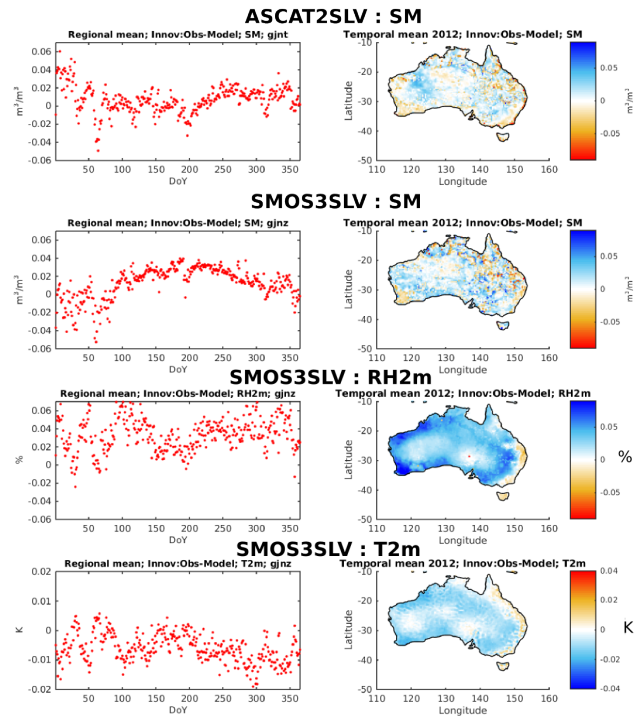 ASCAT2SLV : SM
Regional mean; Innov:Obs-Model; SM; gjnt
Temporal mean 2012; Innov:Obs-Model; SM
0.06
0.04
0.02
0
-0.02
-0.04
-0.06
m³/m³
50 100 150 200 250 300 350
DoY
-10
-20
-30
-40
-50
Latitude
110 120 130 140 150 160
Longitude
0.05
0
-0.05
m³/m³
SMOS3SLV : SM
Regional mean; Innov:Obs-Model; SM; gjnz
Temporal mean 2012; Innov:Obs-Model; SM
0.06
0.04
0.02
0
-0.02
-0.04
-0.06
m³/m³
50 100 150 200 250 300 350
DoY
-10
-20
-30
-40
-50
Latitude
110 120 130 140 150 160
Longitude
0.05
0
-0.05
m³/m³
SMOS3SLV : RH2m
Regional mean; Innov:Obs-Model; RH2m; gjnz
Temporal mean 2012; Innov:Obs-Model; RH2m
0.06
0.04
0.02
0
-0.02
-0.04
-0.06
%
50 100 150 200 250 300 350
DoY
-10
-20
-30
-40
-50
Latitude
110 120 130 140 150 160
Longitude
0.05
0
-0.05
%
SMOS3SLV : T2m
Regional mean; Innov:Obs-Model; T2m; gjnz
Temporal mean 2012; Innov:Obs-Model; T2m
0.02
0.01
0
-0.01
-0.02
K
50 100 150 200 250 300 350
DoY
-10
-20
-30
-40
-50
Latitude
110 120 130 140 150 160
Longitude
0.04
0.02
0
-0.02
-0.04
K